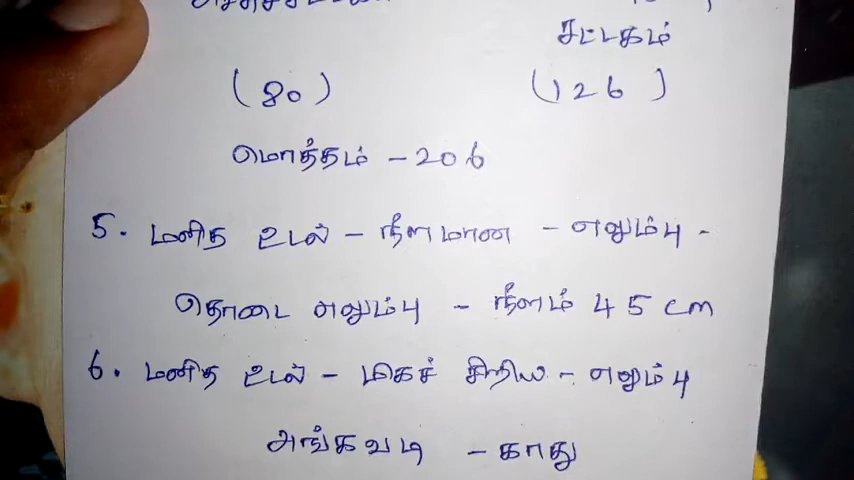 சட்டகம்
(80) (126)
மொத்தம் - 206
5. மனித உடல் - நீளமான - எலும்பு -
தொடை எலும்பு - நீளம் 45 cm
6. மனித உடல் - மிகச் சிறிய - எலும்பு
அங்கவடி - காது